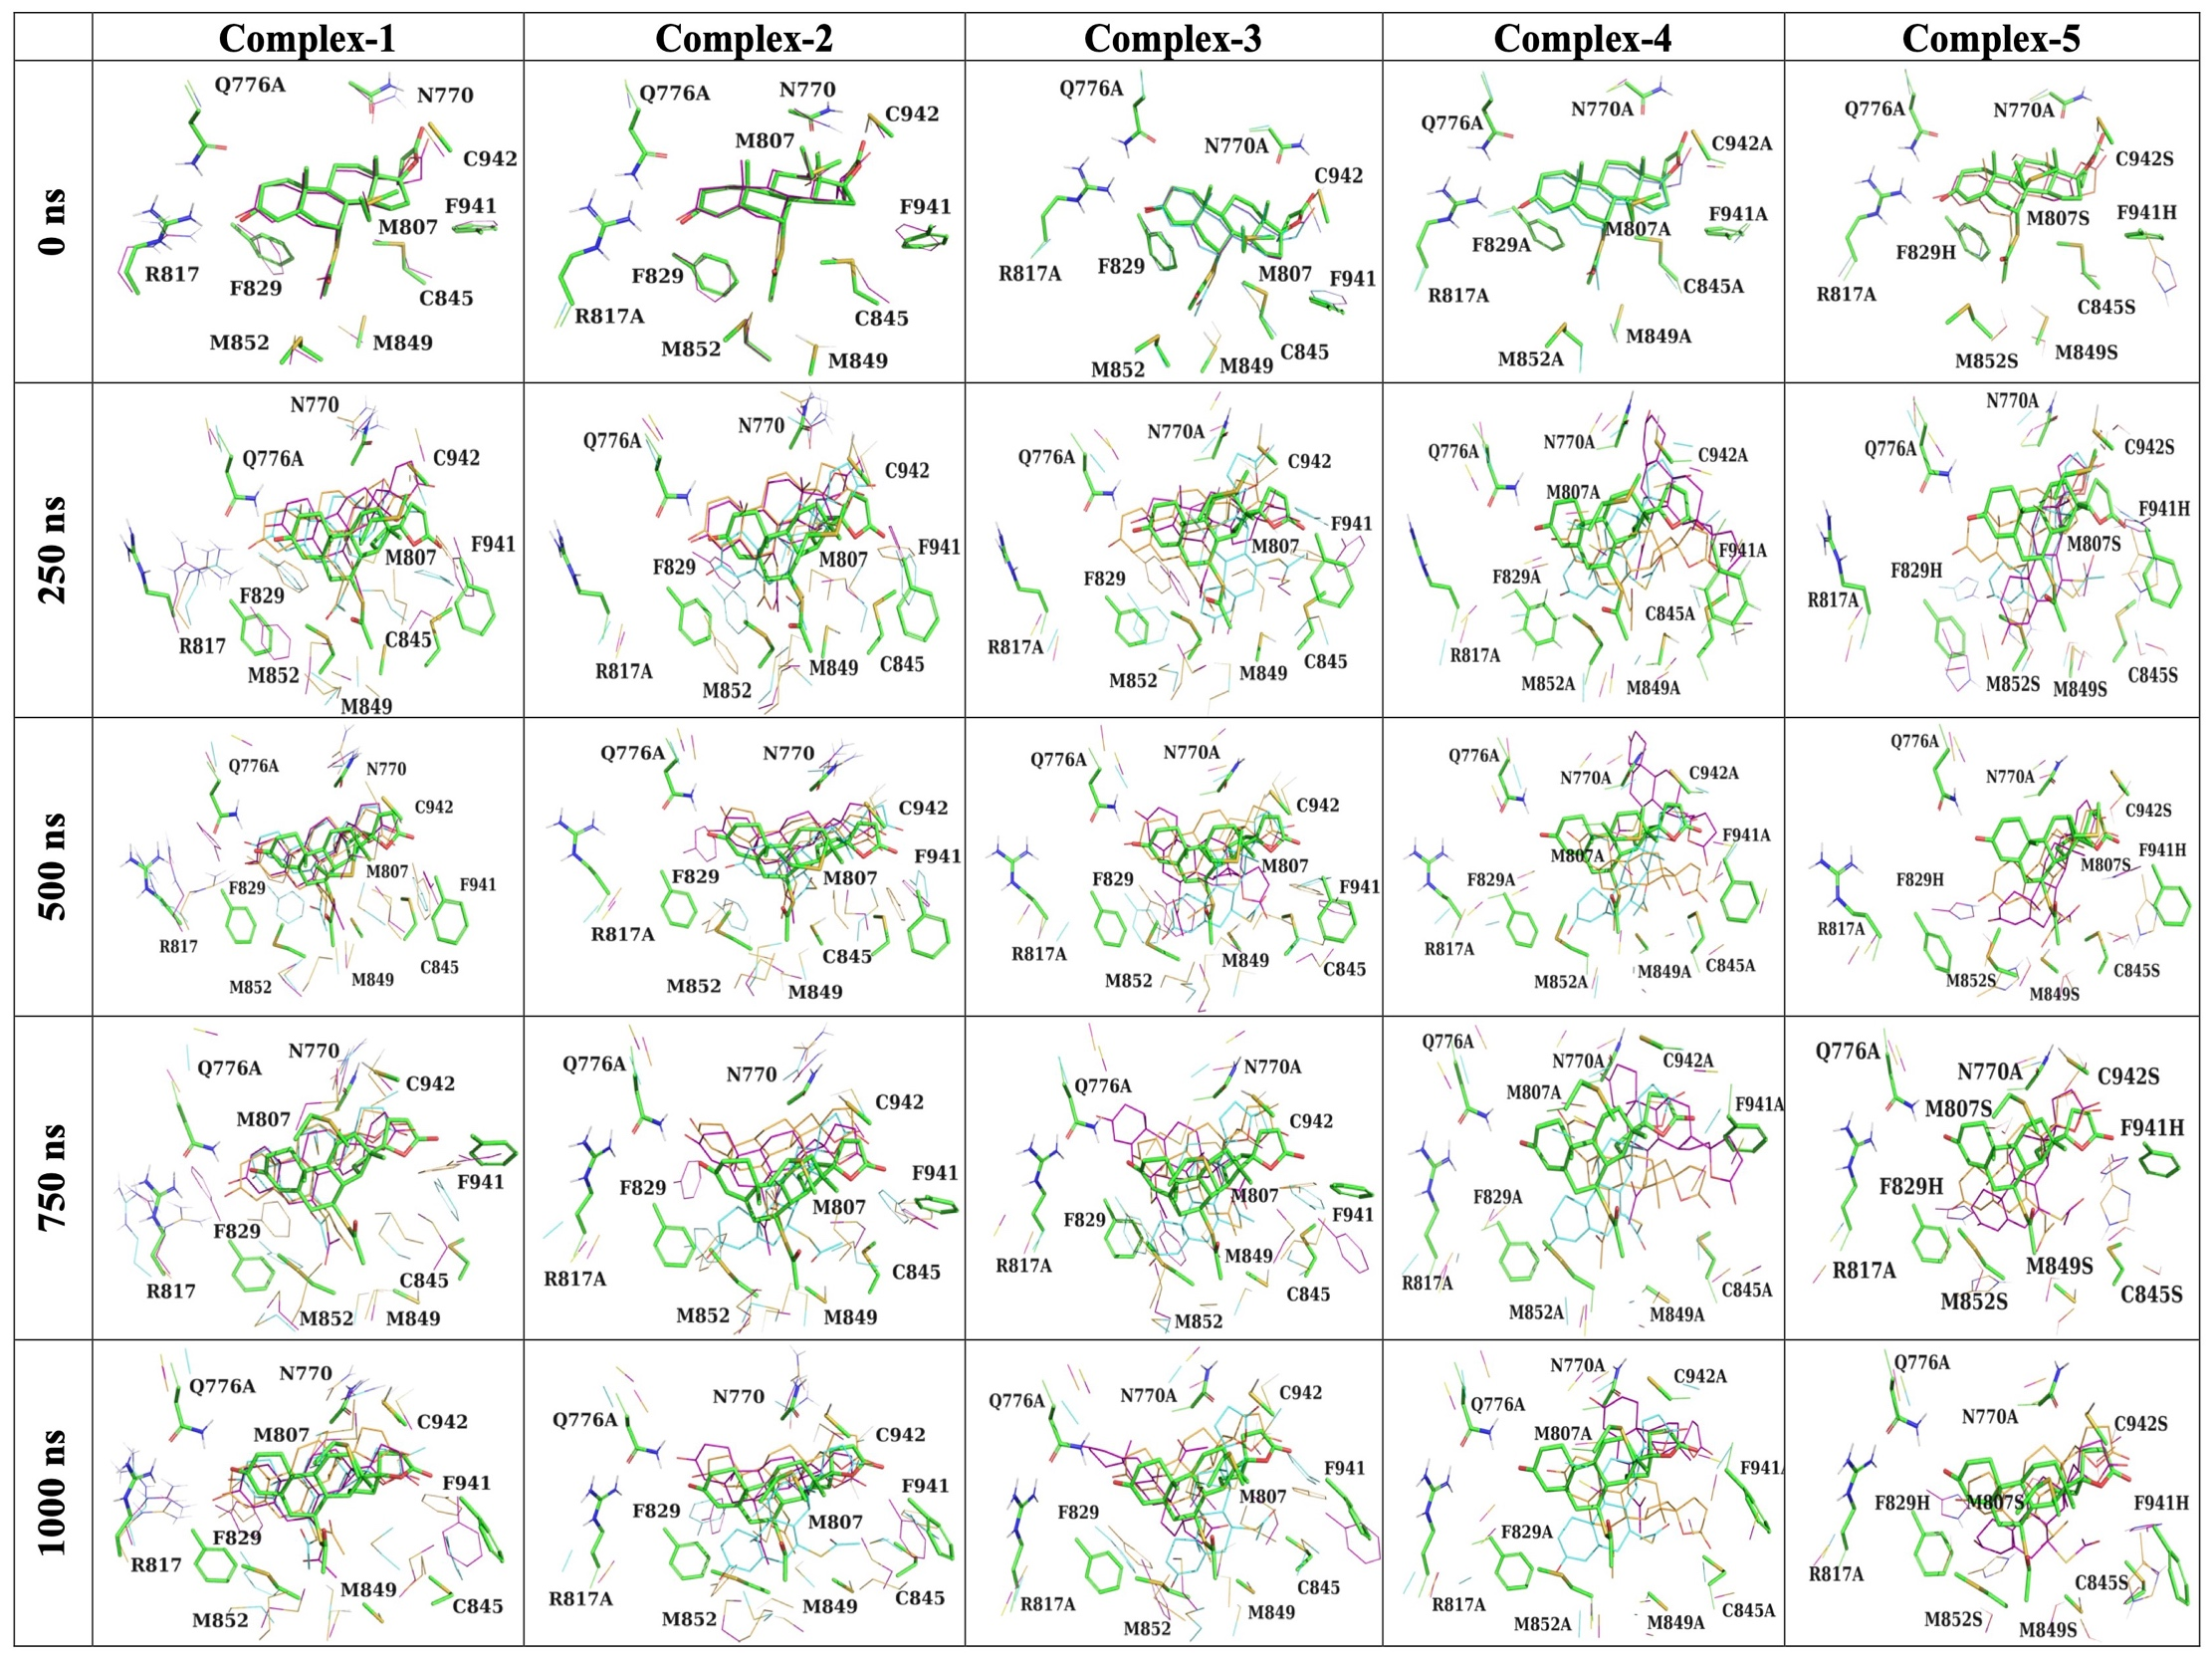 Complex-1 Complex-2 Complex-3 Complex-4 Complex-5
0 ns
Q776A
N770
C942
F941
M807
R817
F829
C845
M852
M849
Q776A
N770
C942
M807
F941
F829
R817A
C845
M852
M849
Q776A
N770A
C942
R817A
F829
M807
F941
C845
M852
M849
Q776A
N770A
C942A
F941A
F829A
M807A
C845A
R817A
M849A
M852A
Q776A
N770A
C942S
F941H
M807S
F829H
R817A
C845S
M852S
M849S
250 ns
N770
Q776A
C942
F941
M807
F829
R817
C845
M852
M849
N770
Q776A
C942
F941
M807
F829
R817A
M849
C845
M852
N770A
Q776A
C942
F941
M807
F829
R817A
C845
M849
M852
N770A
Q776A
C942A
M807A
F941A
F829A
C845A
R817A
M852A
M849A
N770A
Q776A
C942S
F941H
M807S
F829H
R817A
C845S
M852S
M849S
500 ns
Q776A
N770
C942
M807
F829
F941
R817
C845
M849
M852
Q776A
N770
C942
F941
F829
M807
R817A
C845
M852
M849
Q776A
N770A
C942
M807
F829
F941
R817A
M849
C845
M852
Q776A
N770A
C942A
F941A
M807A
F829A
R817A
C845A
M849A
M852A
Q776A
N770A
C942S
F941H
M807S
F829H
R817A
C845S
M852S
M849S
750 ns
N770
Q776A
C942
M807
F941
F829
C845
R817
M852
M849
Q776A
N770
C942
F941
F829
M807
R817A
C845
M852
M849
N770A
Q776A
C942
M807
F941
F829
M849
R817A
C845
M852
Q776A
N770A
C942A
M807A
F941A
F829A
R817A
C845A
M852A
M849A
Q776A
N770A
C942S
M807S
F941H
F829H
M849S
R817A
C845S
M852S
1000 ns
N770
Q776A
C942
M807
F941
F829
R817
M849
C845
M852
N770
Q776A
C942
F941
F829
M807
R817A
C845
M849
M852
Q776A
N770A
C942
F941
M807
F829
C845
R817A
M849
M852
N770A
C942A
Q776A
M807A
F941
F829A
R817A
C845A
M852A
M849A
Q776A
N770A
C942S
F829H
M807S
F941H
R817A
C845S
M852S
M849S